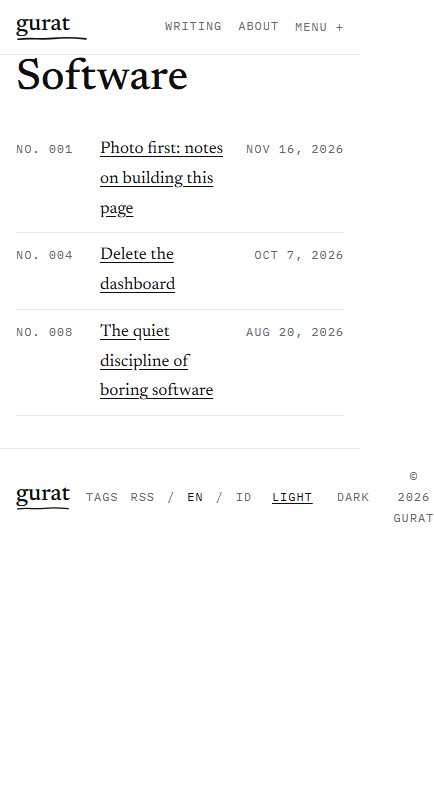 gurat
WRITING ABOUT MENU +
Software
NO. 001 Photo first: notes on building this page NOV 16, 2026
NO. 004 Delete the dashboard OCT 7, 2026
NO. 008 The quiet discipline of boring software AUG 20, 2026
gurat TAGS RSS / EN / ID LIGHT DARK © 2026 GURAT